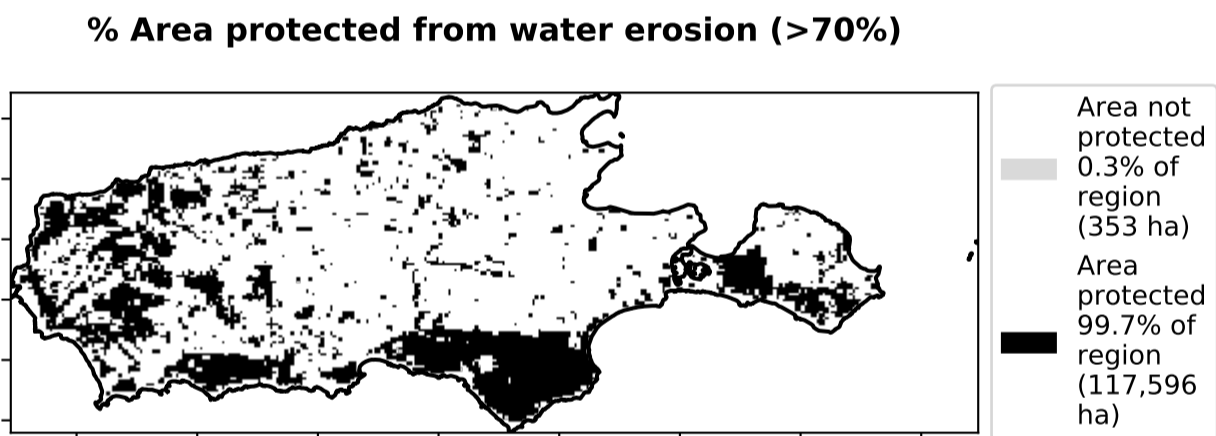 % Area protected from water erosion (>70%)
Area not
protected
0.3% of
region
(353 ha)
Area
protected
99.7% of
region
(117,596
ha)